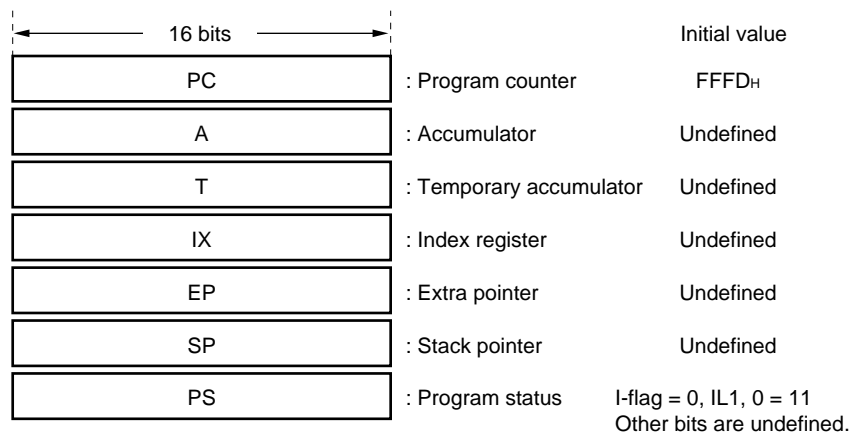 16 bits Initial value
PC : Program counter FFFDH
A : Accumulator Undefined
T : Temporary accumulator Undefined
IX : Index register Undefined
EP : Extra pointer Undefined
SP : Stack pointer Undefined
PS : Program status I-flag = 0, IL1, 0 = 11
Other bits are undefined.